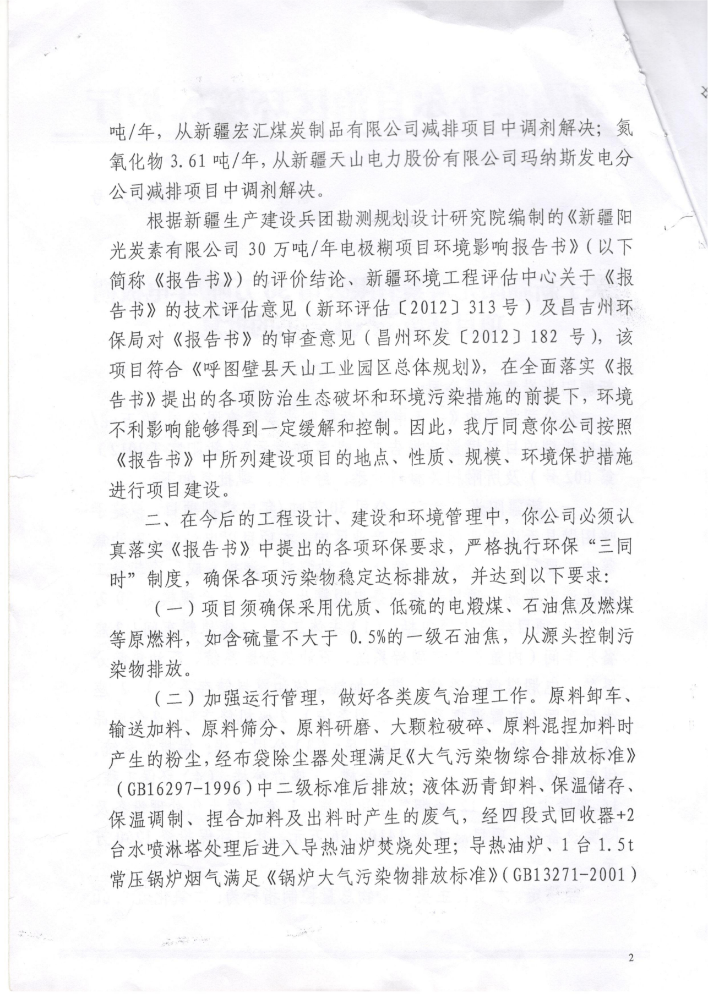 吨/年，从新疆宏汇煤炭制品有限公司减排项目中调剂解决；氮
氧化物 3.61 吨/年，从新疆天山电力股份有限公司玛纳斯发电分
公司减排项目中调剂解决。
根据新疆生产建设兵团勘测规划设计研究院编制的《新疆阳
光炭素有限公司 30 万吨/年电极糊项目环境影响报告书》（以下
简称《报告书》）的评价结论、新疆环境工程评估中心关于《报
告书》的技术评估意见（新环评估〔2012〕313 号）及昌吉州环
保局对《报告书》的审查意见（昌州环发〔2012〕182 号），该
项目符合《呼图壁县天山工业园区总体规划》，在全面落实《报
告书》提出的各项防治生态破坏和环境污染措施的前提下，环境
不利影响能够得到一定缓解和控制。因此，我厅同意你公司按照
《报告书》中所列建设项目的地点、性质、规模、环境保护措施
进行项目建设。
二、在今后的工程设计、建设和环境管理中，你公司必须认
真落实《报告书》中提出的各项环保要求，严格执行环保“三同
时”制度，确保各项污染物稳定达标排放，并达到以下要求：
（一）项目须确保采用优质、低硫的电煅煤、石油焦及燃煤
等原燃料，如含硫量不大于 0.5%的一级石油焦，从源头控制污
染物排放。
（二）加强运行管理，做好各类废气治理工作。原料卸车、
输送加料、原料筛分、原料研磨、大颗粒破碎、原料混捏加料时
产生的粉尘，经布袋除尘器处理满足《大气污染物综合排放标准》
（GB16297-1996）中二级标准后排放；液体沥青卸料、保温储存、
保温调制、捏合加料及出料时产生的废气，经四段式回收器+2
台水喷淋塔处理后进入导热油炉焚烧处理；导热油炉、1 台 1.5t
常压锅炉烟气满足《锅炉大气污染物排放标准》（GB13271-2001）
2